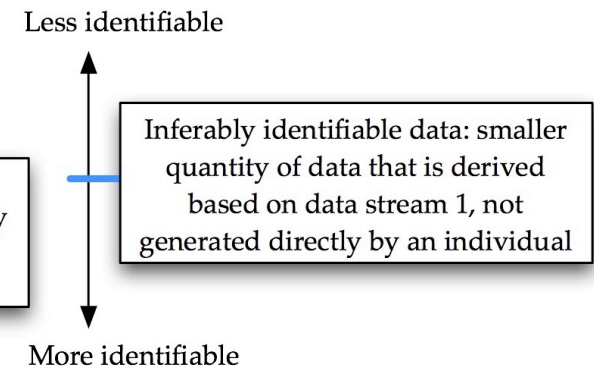 Less identifiable
Inferably identifiable data: smaller
quantity of data that is derived
based on data stream 1, not
generated directly by an individual
More identifiable